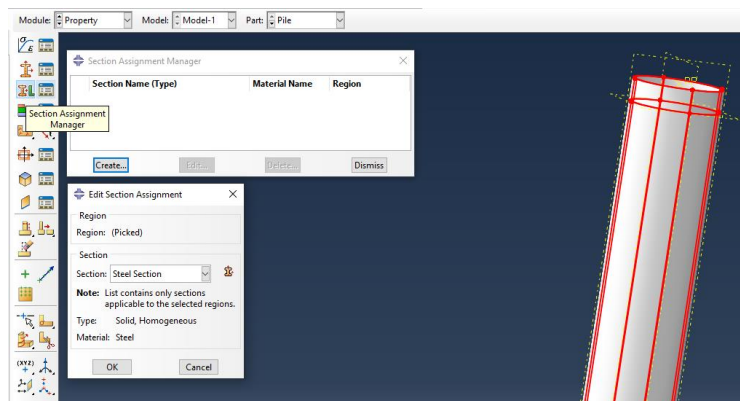 Module: Property Model: Model-1 Part: Pile
Section Assignment Manager
Section Name (Type) Material Name Region
Section Assignment
Manager
Create... Edit... Delete... Dismiss
Edit Section Assignment
Region
Region: (Picked)
Section
Section: Steel Section
Note: List contains only sections
applicable to the selected regions.
Type: Solid, Homogeneous
Material: Steel
OK Cancel
(XYZ)